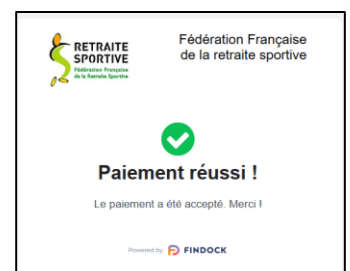 RETRAITE
SPORTIVE
Fédération Française
de la Retraite Sportive
Fédération Française
de la retraite sportive
Paiement réussi !
Le paiement a été accepté. Merci !
Powered by FINDOCK